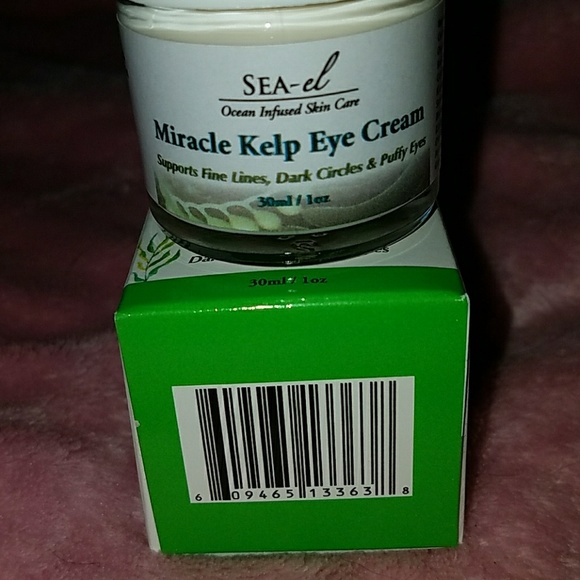 SEA-el
Ocean Infused Skin Care
Miracle Kelp Eye Cream
Supports Fine Lines, Dark Circles & Puffy Eyes
30ml / 1oz
30ml / 1oz
6 09465 13363 8